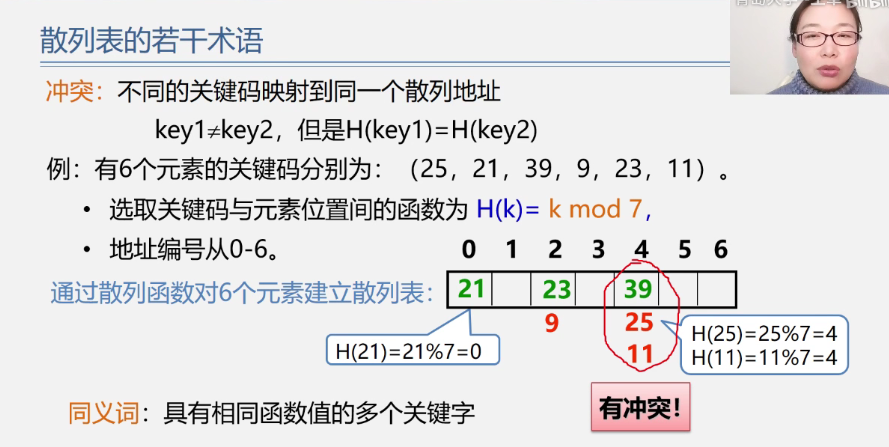 散列表的若干术语
冲突：不同的关键码映射到同一个散列地址
key1≠key2，但是H(key1)=H(key2)
例：有6个元素的关键码分别为：（25，21，39，9，23，11）。
• 选取关键码与元素位置间的函数为 H(k)= k mod 7，
• 地址编号从0-6。
0 1 2 3 4 5 6
通过散列函数对6个元素建立散列表：
21 23 39
9 25
11
H(21)=21%7=0
H(25)=25%7=4
H(11)=11%7=4
有冲突！
同义词：具有相同函数值的多个关键字